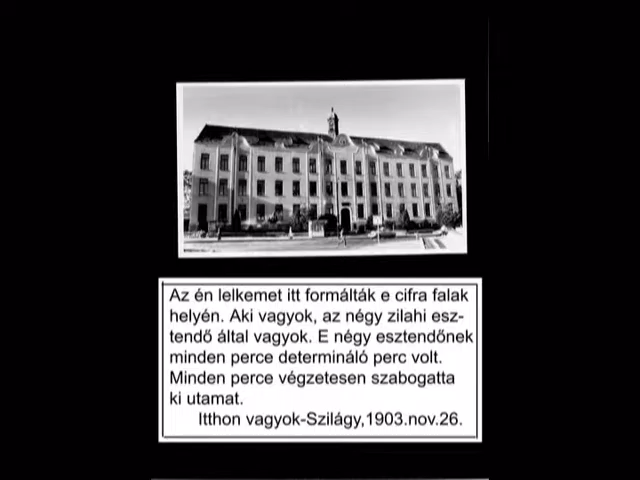 Az én lelkemet itt formálták e cifra falak
helyén. Aki vagyok, az négy zilahi esz-
tendő által vagyok. E négy esztendőnek
minden perce determináló perc volt.
Minden perce végzetesen szabogatta
ki utamat.
Itthon vagyok-Szilágy,1903.nov.26.